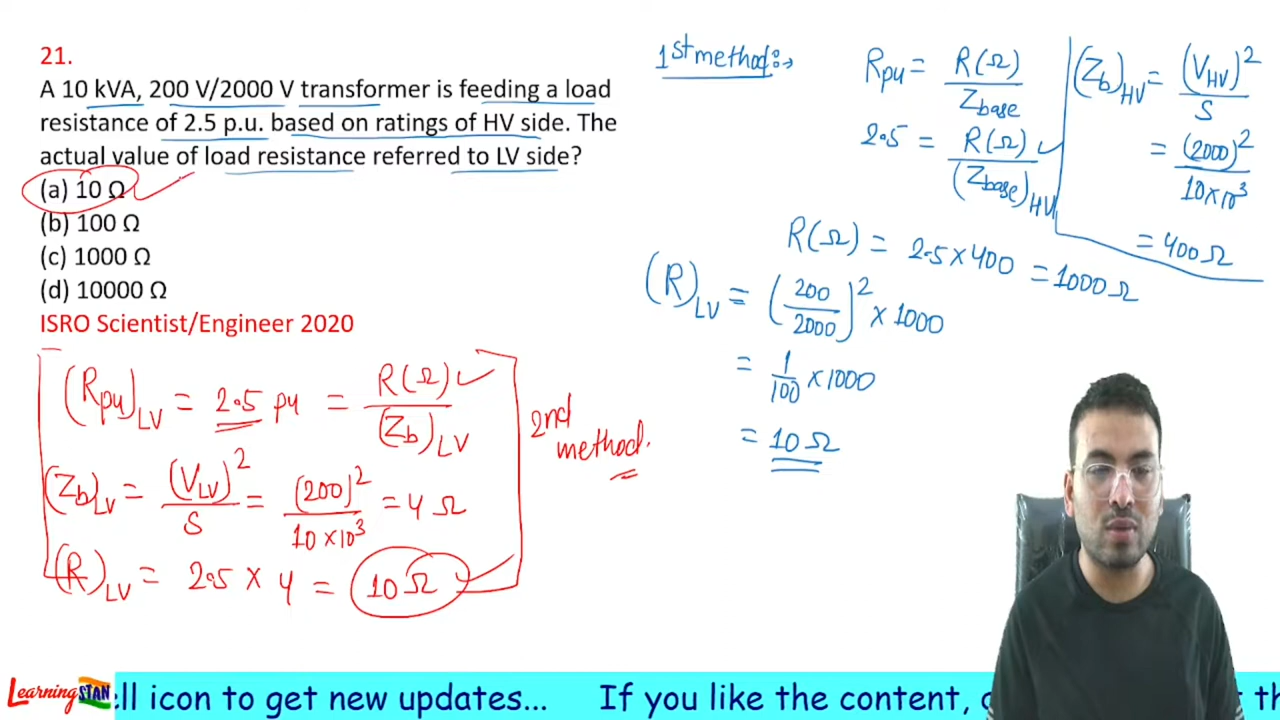 21.
A 10 kVA, 200 V/2000 V transformer is feeding a load
resistance of 2.5 p.u. based on ratings of HV side. The
actual value of load resistance referred to LV side?
(a) 10 Ω
(b) 100 Ω
(c) 1000 Ω
(d) 10000 Ω
ISRO Scientist/Engineer 2020
(Rpu)LV = 2.5 pu = R(Ω) / (Zb)LV
(Zb)LV = (VLV)² / S = (200)² / 10 × 10³ = 4 Ω
(R)LV = 2.5 × 4 = 10 Ω
2nd
method.
1st method:→
Rpu = R(Ω) / Zbase
2.5 = R(Ω) / (Zbase)HV
(Zb)HV = (VHV)² / S
= (2000)² / 10×10³
= 400 Ω
R(Ω) = 2.5 × 400 = 1000 Ω
(R)LV = (200 / 2000)² × 1000
= 1/100 × 1000
= 10 Ω
Learning STAN
ll icon to get new updates... If you like the content,